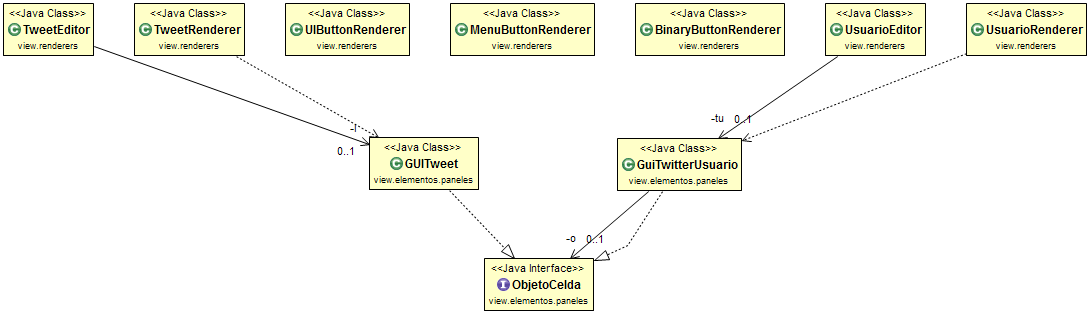 <<Java Class>>
TweetEditor
view.renderers
<<Java Class>>
TweetRenderer
view.renderers
<<Java Class>>
UIButtonRenderer
view.renderers
<<Java Class>>
MenuButtonRenderer
view.renderers
<<Java Class>>
BinaryButtonRenderer
view.renderers
<<Java Class>>
UsuarioEditor
view.renderers
<<Java Class>>
UsuarioRenderer
view.renderers
0..1
-tu
0..1
<<Java Class>>
GUITweet
view.elementos.paneles
<<Java Class>>
GuiTwitterUsuario
view.elementos.paneles
-o
0..1
<<Java Interface>>
ObjetoCelda
view.elementos.paneles